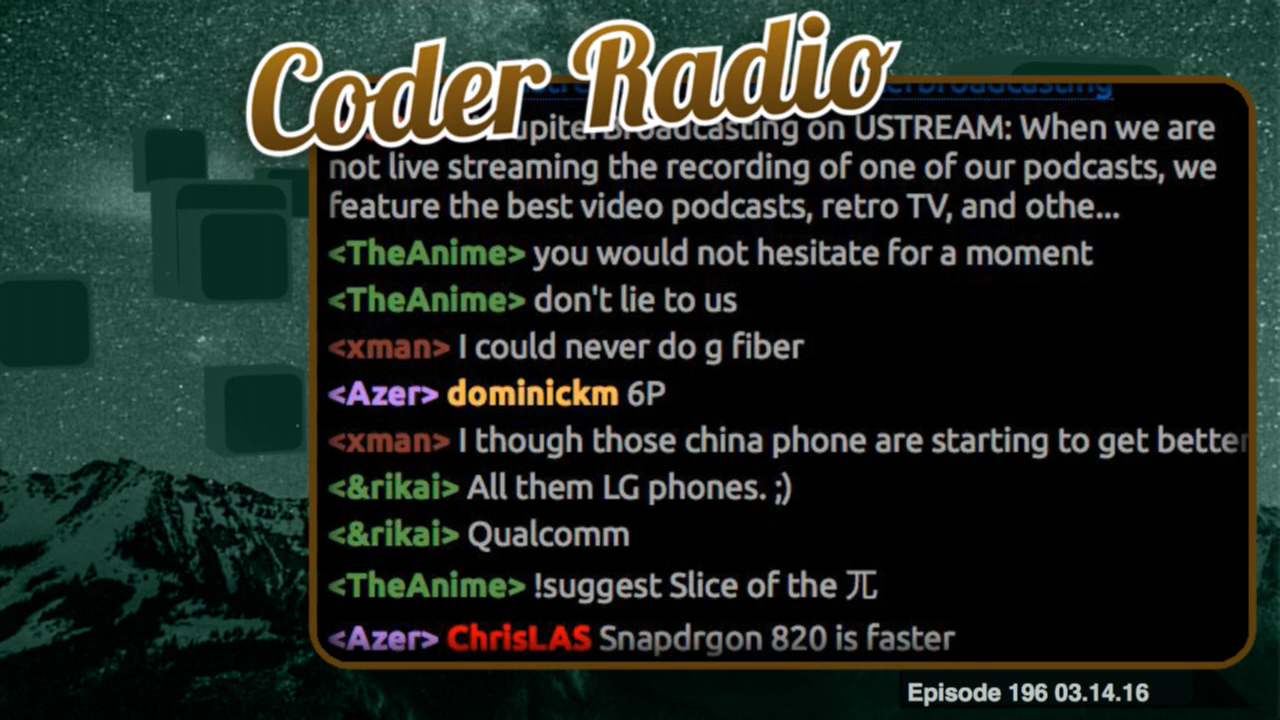 Coder Radio
erbroadcasting
upiterBroadcasting on USTREAM: When we are
not live streaming the recording of one of our podcasts, we
feature the best video podcasts, retro TV, and othe...
<TheAnime> you would not hesitate for a moment
<TheAnime> don't lie to us
<xman> I could never do g fiber
<Azer> dominickm 6P
<xman> I though those china phone are starting to get better
<&rikai> All them LG phones. ;)
<&rikai> Qualcomm
<TheAnime> !suggest Slice of the 兀
<Azer> ChrisLAS Snapdrgon 820 is faster
Episode 196 03.14.16